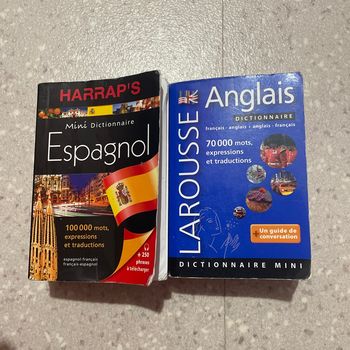 HARRAP'S
Mini Dictionnaire
Espagnol
100 000 mots,
expressions
et traductions
espagnol-français
français-espagnol
+ 250
phrases
à télécharger
LAROUSSE
Anglais
DICTIONNAIRE
français - anglais + anglais - français
70 000 mots,
expressions
et traductions
Un guide de
conversation
DICTIONNAIRE MINI